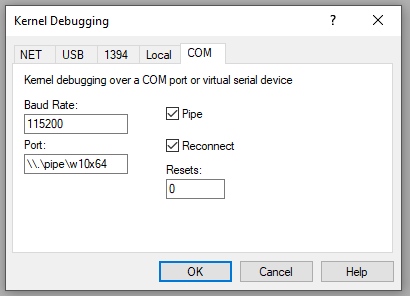 Kernel Debugging
NET USB 1394 Local COM
Kernel debugging over a COM port or virtual serial device
Baud Rate:
115200
Pipe
Port:
\\.\pipe\w10x64
Reconnect
Resets:
0
OK Cancel Help